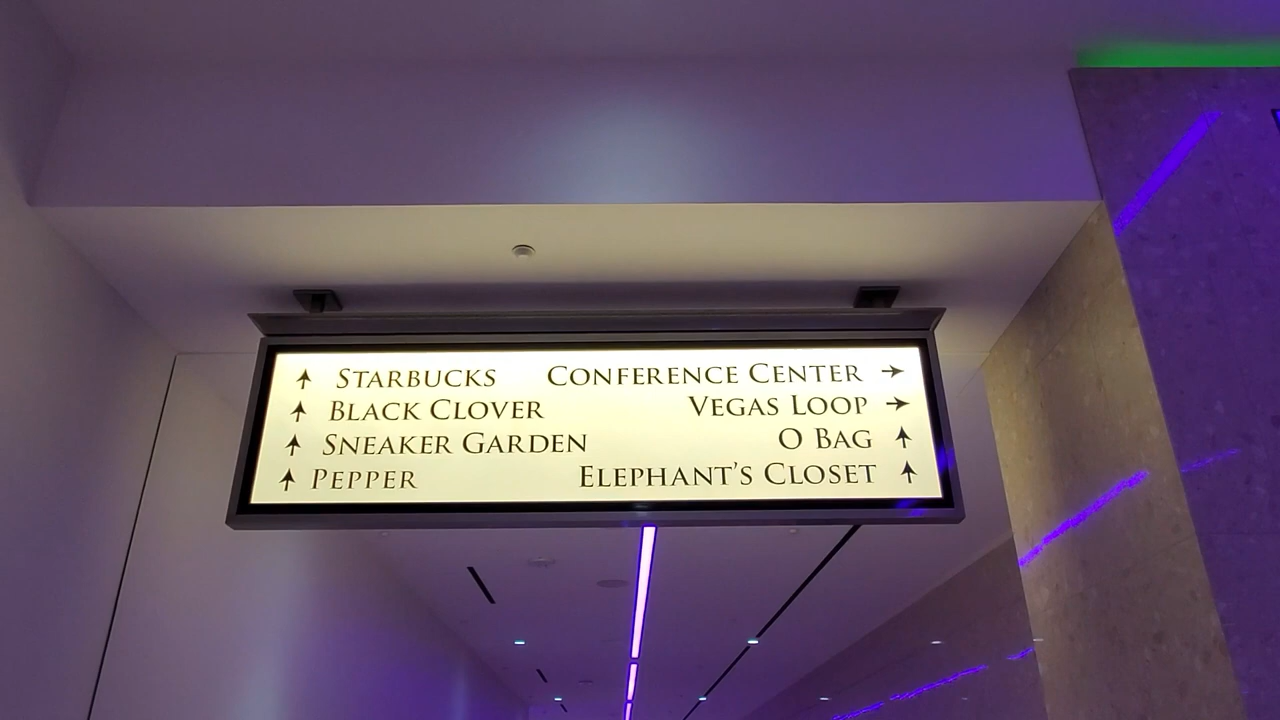 ↑ STARBUCKS
↑ BLACK CLOVER
↑ SNEAKER GARDEN
↑ PEPPER
CONFERENCE CENTER →
VEGAS LOOP →
O BAG ↑
ELEPHANT'S CLOSET ↑